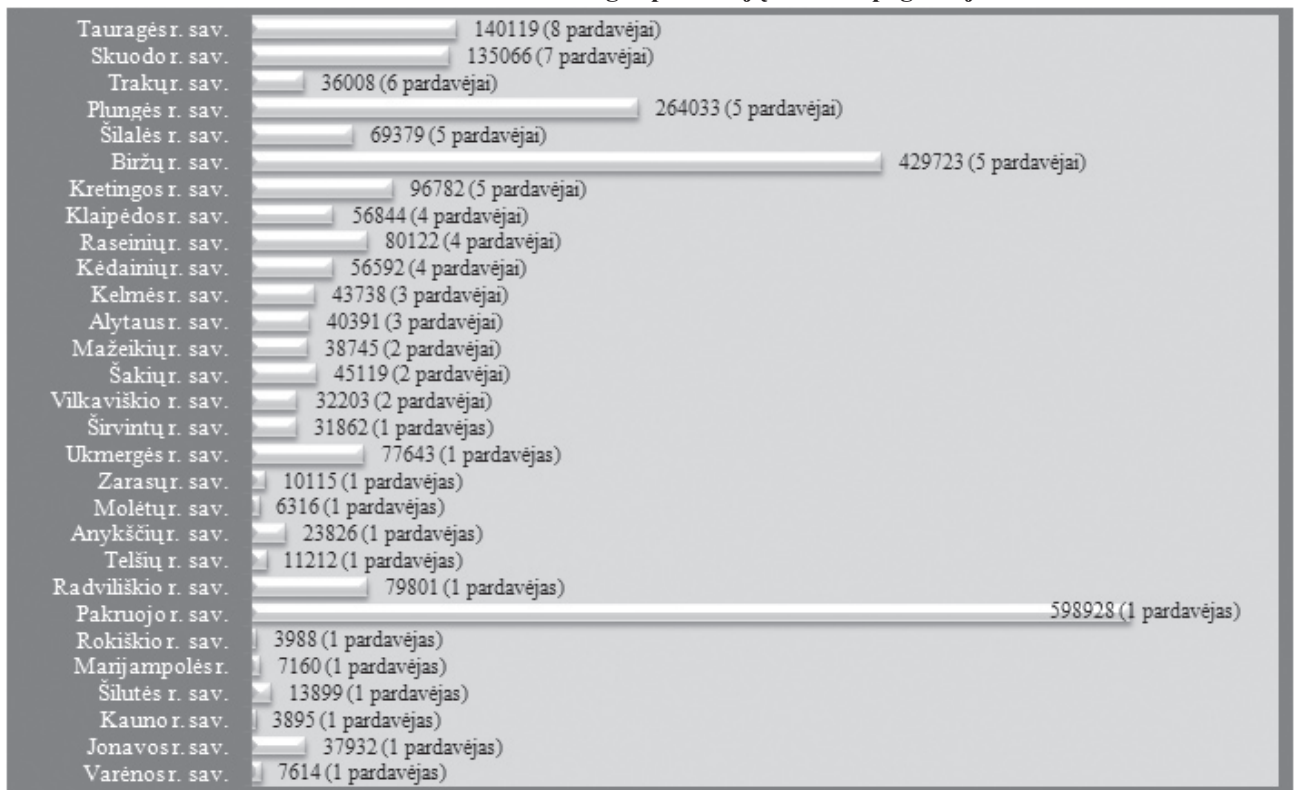 Tauragės r. sav. 140119 (8 pardavėjai)
Skuodo r. sav. 135066 (7 pardavėjai)
Trakų r. sav. 36008 (6 pardavėjai)
Plungės r. sav. 264033 (5 pardavėjai)
Šilalės r. sav. 69379 (5 pardavėjai)
Biržų r. sav. 429723 (5 pardavėjai)
Kretingos r. sav. 96782 (5 pardavėjai)
Klaipėdos r. sav. 56844 (4 pardavėjai)
Raseinių r. sav. 80122 (4 pardavėjai)
Kėdainių r. sav. 56592 (4 pardavėjai)
Kelmės r. sav. 43738 (3 pardavėjai)
Alytaus r. sav. 40391 (3 pardavėjai)
Mažeikių r. sav. 38745 (2 pardavėjai)
Šakių r. sav. 45119 (2 pardavėjai)
Vilkaviškio r. sav. 32203 (2 pardavėjai)
Širvintų r. sav. 31862 (1 pardavėjas)
Ukmergės r. sav. 77643 (1 pardavėjas)
Zarasų r. sav. 10115 (1 pardavėjas)
Molėtų r. sav. 6316 (1 pardavėjas)
Anykščių r. sav. 23826 (1 pardavėjas)
Telšių r. sav. 11212 (1 pardavėjas)
Radviliškio r. sav. 79801 (1 pardavėjas)
Pakruojo r. sav. 598928 (1 pardavėjas)
Rokiškio r. sav. 3988 (1 pardavėjas)
Marijampolės r. 7160 (1 pardavėjas)
Šilutės r. sav. 13899 (1 pardavėjas)
Kauno r. sav. 3895 (1 pardavėjas)
Jonavos r. sav. 37932 (1 pardavėjas)
Varėnos r. sav. 7614 (1 pardavėjas)